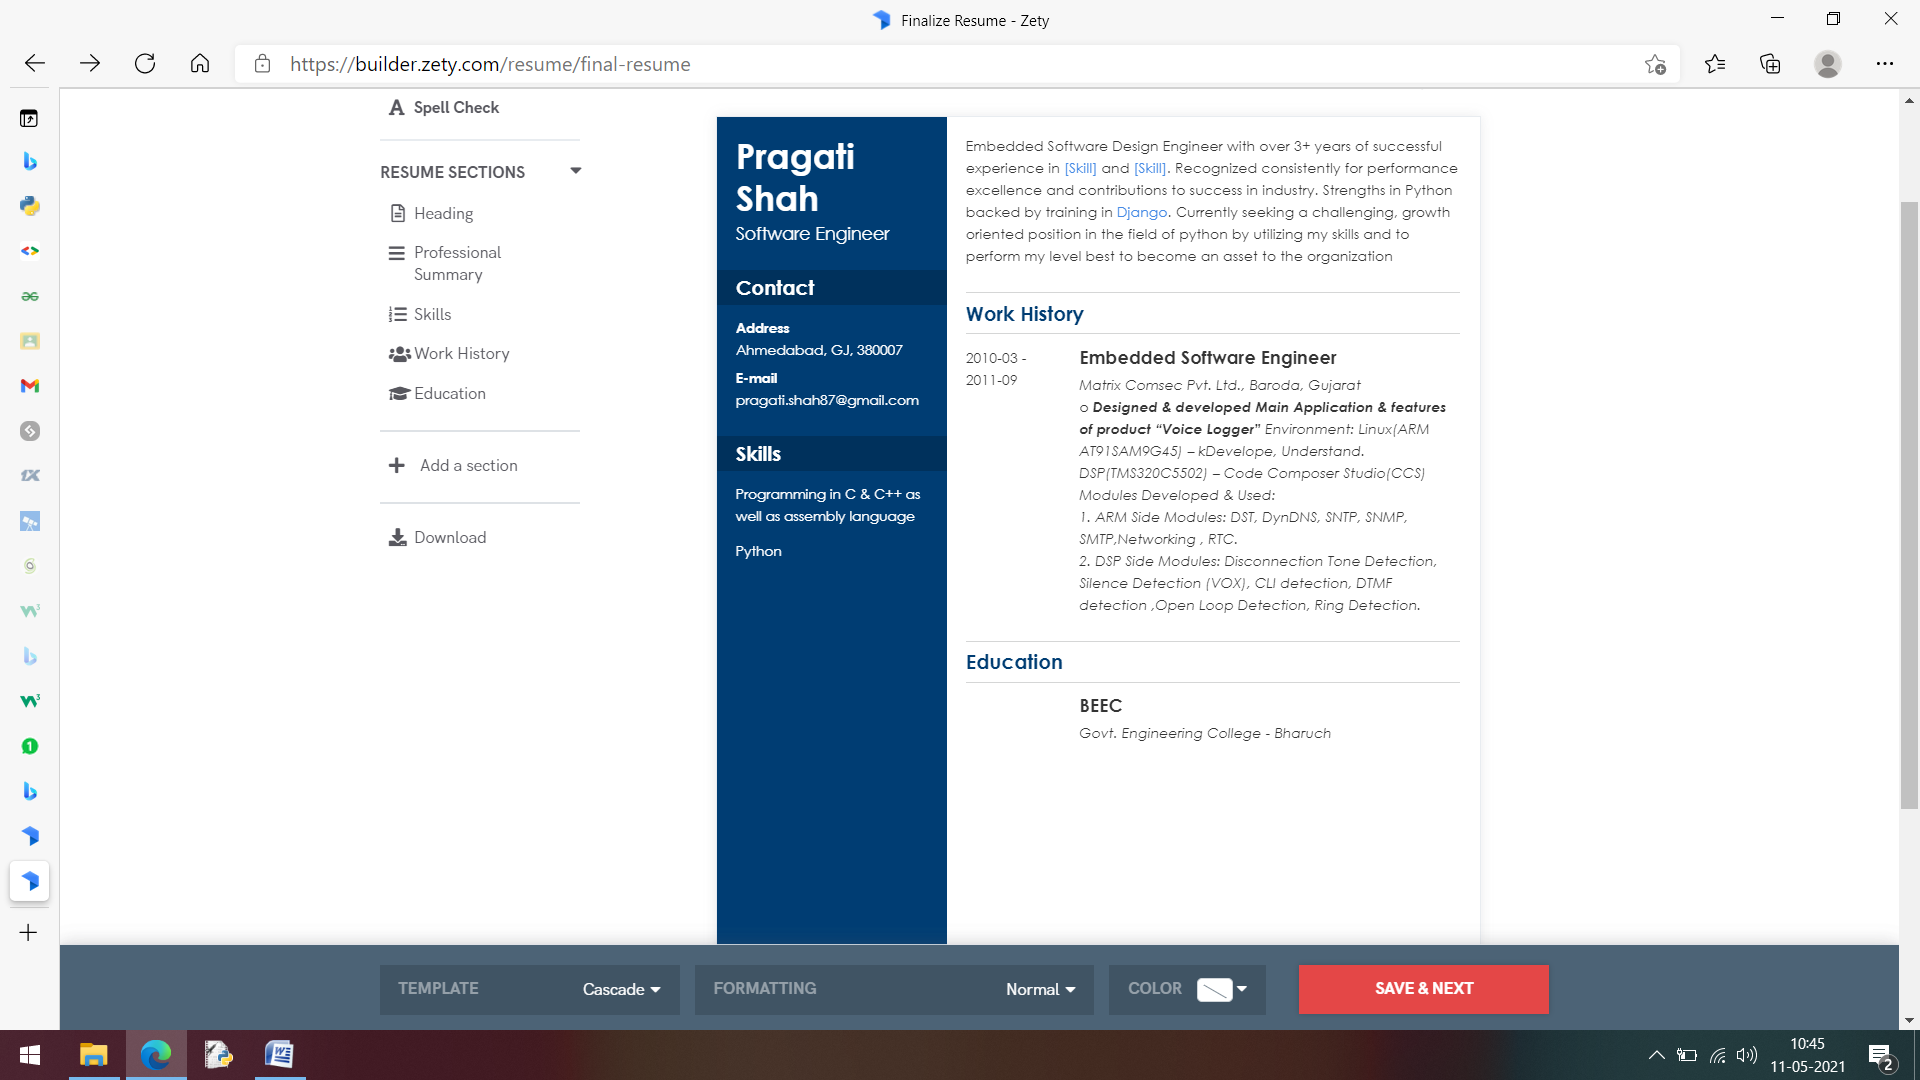 Finalize Resume - Zety
https://builder.zety.com/resume/final-resume
Spell Check
RESUME SECTIONS
Heading
Professional
Summary
Skills
Work History
Education
Add a section
Download
Pragati
Shah
Software Engineer
Contact
Address
Ahmedabad, GJ, 380007
E-mail
pragati.shah87@gmail.com
Skills
Programming in C & C++ as
well as assembly language
Python
Embedded Software Design Engineer with over 3+ years of successful
experience in [Skill] and [Skill]. Recognized consistently for performance
excellence and contributions to success in industry. Strengths in Python
backed by training in Django. Currently seeking a challenging, growth
oriented position in the field of python by utilizing my skills and to
perform my level best to become an asset to the organization
Work History
2010-03 -
2011-09
Embedded Software Engineer
Matrix Comsec Pvt. Ltd., Baroda, Gujarat
o Designed & developed Main Application & features
of product “Voice Logger” Environment: Linux(ARM
AT91SAM9G45) – kDevelope, Understand.
DSP(TMS320C5502) – Code Composer Studio(CCS)
Modules Developed & Used:
1. ARM Side Modules: DST, DynDNS, SNTP, SNMP,
SMTP,Networking , RTC.
2. DSP Side Modules: Disconnection Tone Detection,
Silence Detection (VOX), CLI detection, DTMF
detection ,Open Loop Detection, Ring Detection.
Education
BEEC
Govt. Engineering College - Bharuch
TEMPLATE
Cascade
FORMATTING
Normal
COLOR
SAVE & NEXT
10:45
11-05-2021
2